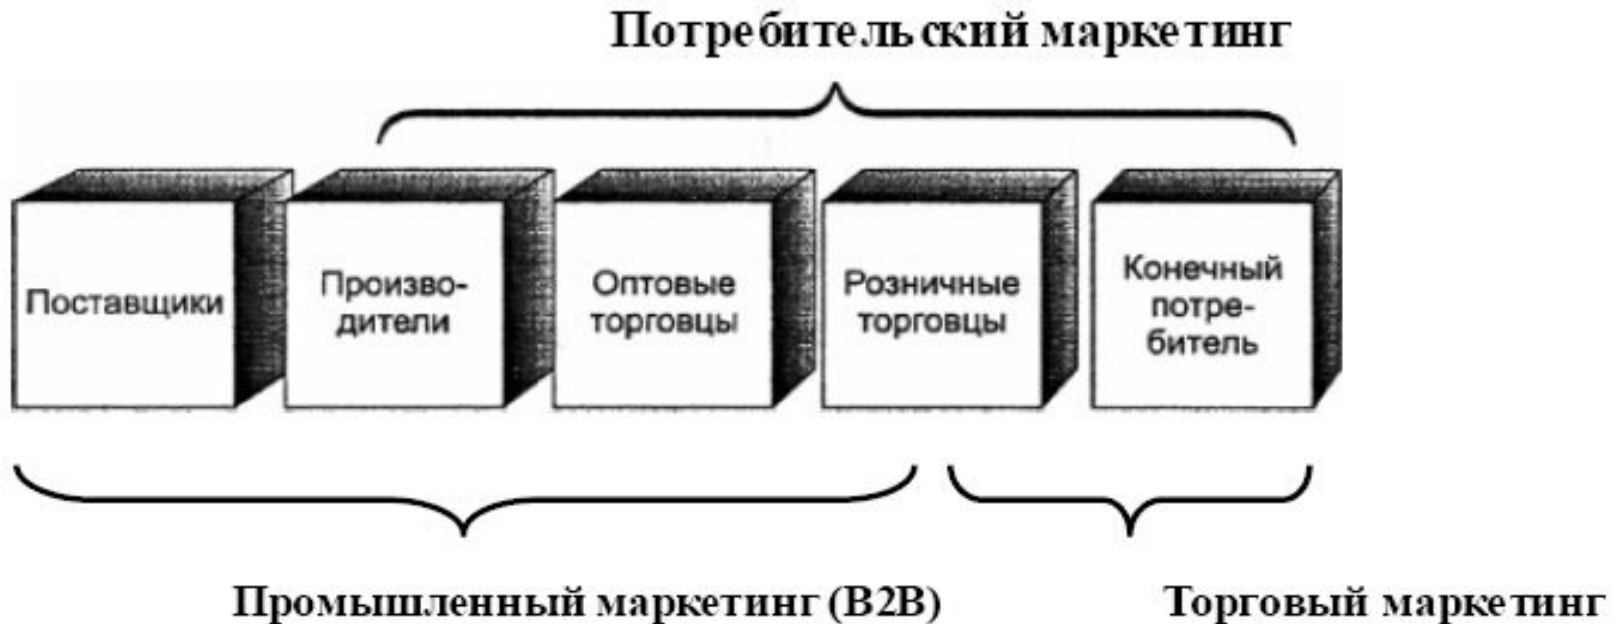 Потребительский маркетинг
Поставщики
Произво-
дители
Оптовые
торговцы
Розничные
торговцы
Конечный
потре-
битель
Промышленный маркетинг (B2B)
Торговый маркетинг